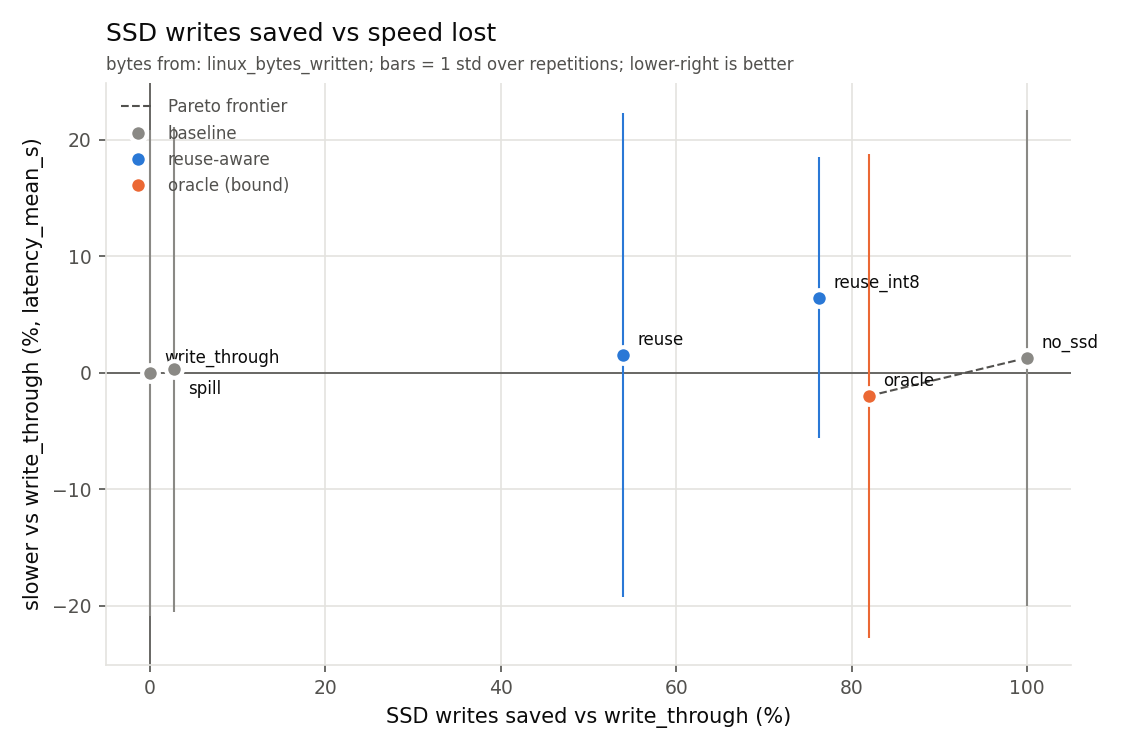 SSD writes saved vs speed lost
bytes from: linux_bytes_written; bars = 1 std over repetitions; lower-right is better
Pareto frontier
baseline
reuse-aware
oracle (bound)
slower vs write_through (%, latency_mean_s)
20
10
0
−10
−20
write_through
spill
reuse
reuse_int8
oracle
no_ssd
0
20
40
60
80
100
SSD writes saved vs write_through (%)